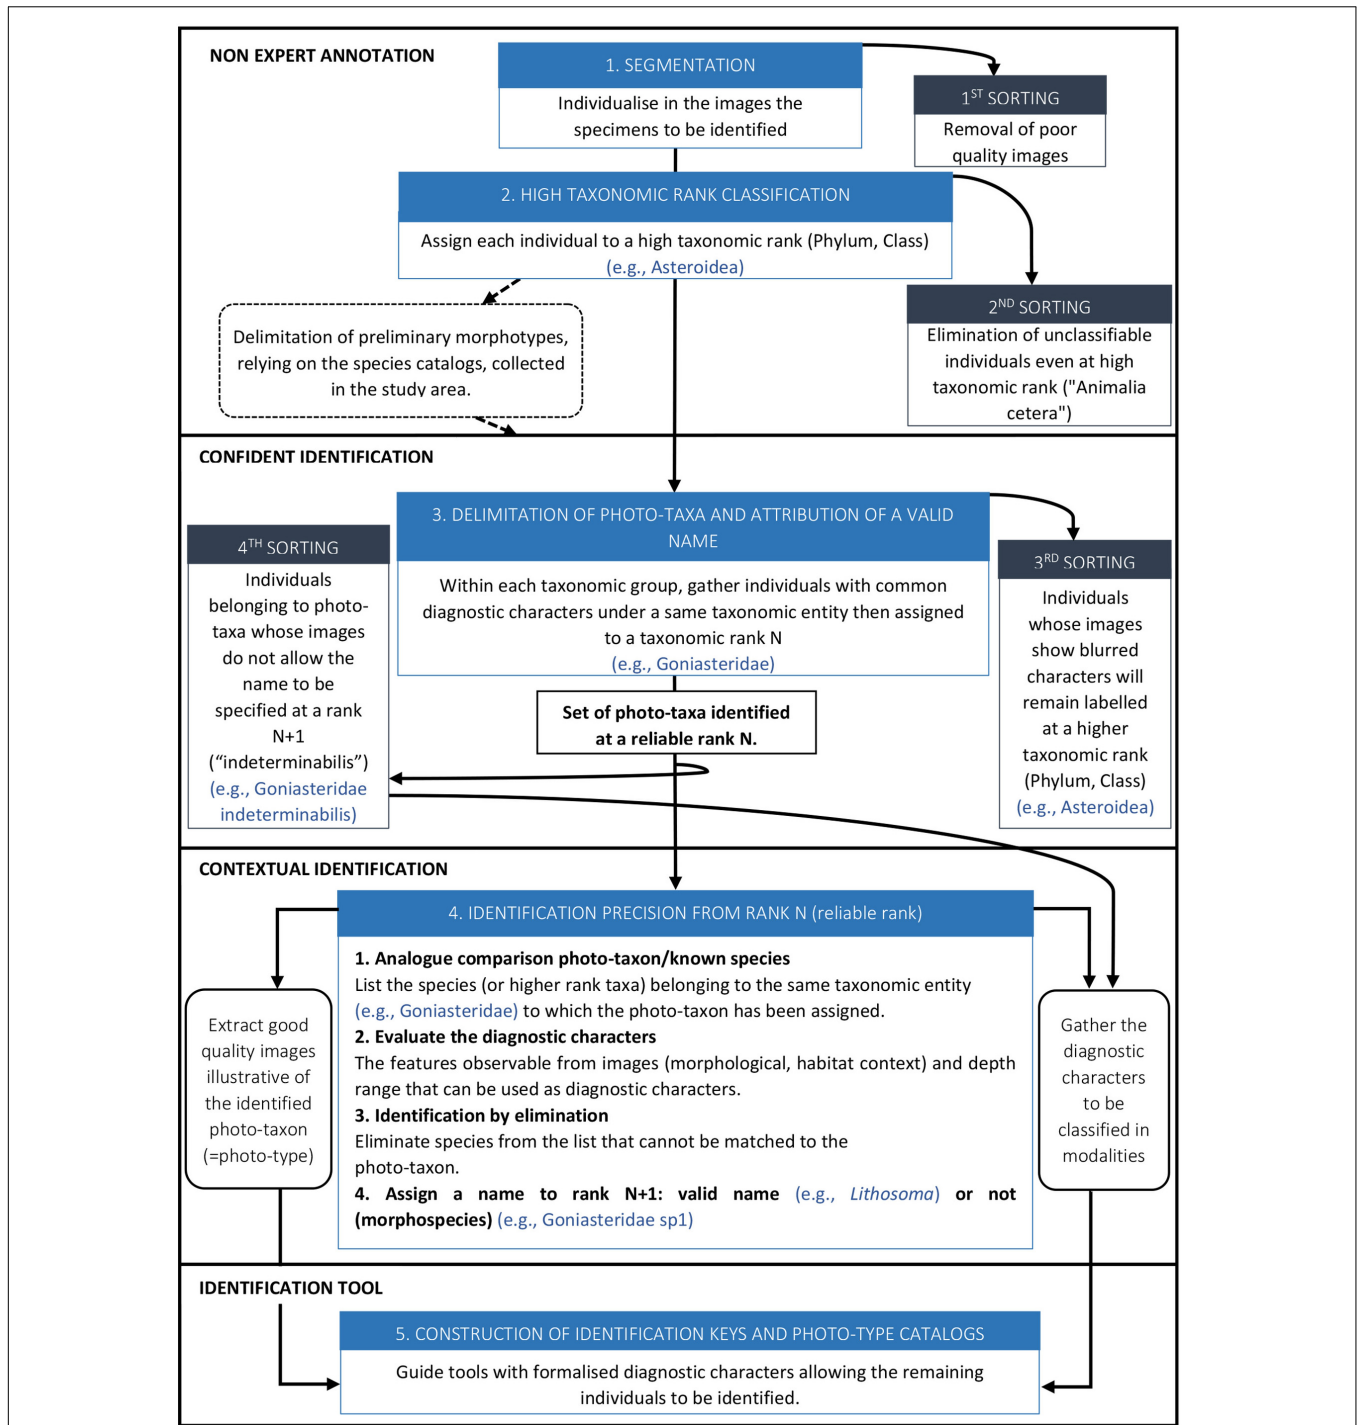 NON EXPERT ANNOTATION
1. SEGMENTATION
Individualise in the images the
specimens to be identified
1ST SORTING
Removal of poor
quality images
2. HIGH TAXONOMIC RANK CLASSIFICATION
Assign each individual to a high taxonomic rank (Phylum, Class)
(e.g., Asteroidea)
2ND SORTING
Elimination of unclassifiable
individuals even at high
taxonomic rank ("Animalia
cetera")
Delimitation of preliminary morphotypes,
relying on the species catalogs, collected
in the study area.
CONFIDENT IDENTIFICATION
3. DELIMITATION OF PHOTO-TAXA AND ATTRIBUTION OF A VALID
NAME
Within each taxonomic group, gather individuals with common
diagnostic characters under a same taxonomic entity then assigned
to a taxonomic rank N
(e.g., Goniasteridae)
3RD SORTING
Individuals
whose images
show blurred
characters will
remain labelled
at a higher
taxonomic rank
(Phylum, Class)
(e.g., Asteroidea)
Set of photo-taxa identified
at a reliable rank N.
4TH SORTING
Individuals
belonging to photo-
taxa whose images
do not allow the
name to be
specified at a rank
N+1
(“indeterminabilis”)
(e.g., Goniasteridae
indeterminabilis)
CONTEXTUAL IDENTIFICATION
4. IDENTIFICATION PRECISION FROM RANK N (reliable rank)
1. Analogue comparison photo-taxon/known species
List the species (or higher rank taxa) belonging to the same taxonomic entity
(e.g., Goniasteridae) to which the photo-taxon has been assigned.
2. Evaluate the diagnostic characters
The features observable from images (morphological, habitat context) and depth
range that can be used as diagnostic characters.
3. Identification by elimination
Eliminate species from the list that cannot be matched to the
photo-taxon.
4. Assign a name to rank N+1: valid name (e.g., Lithosoma) or not
(morphospecies) (e.g., Goniasteridae sp1)
Extract good
quality images
illustrative of
the identified
photo-taxon
(=photo-type)
Gather the
diagnostic
characters
to be
classified in
modalities
IDENTIFICATION TOOL
5. CONSTRUCTION OF IDENTIFICATION KEYS AND PHOTO-TYPE CATALOGS
Guide tools with formalised diagnostic characters allowing the remaining
individuals to be identified.